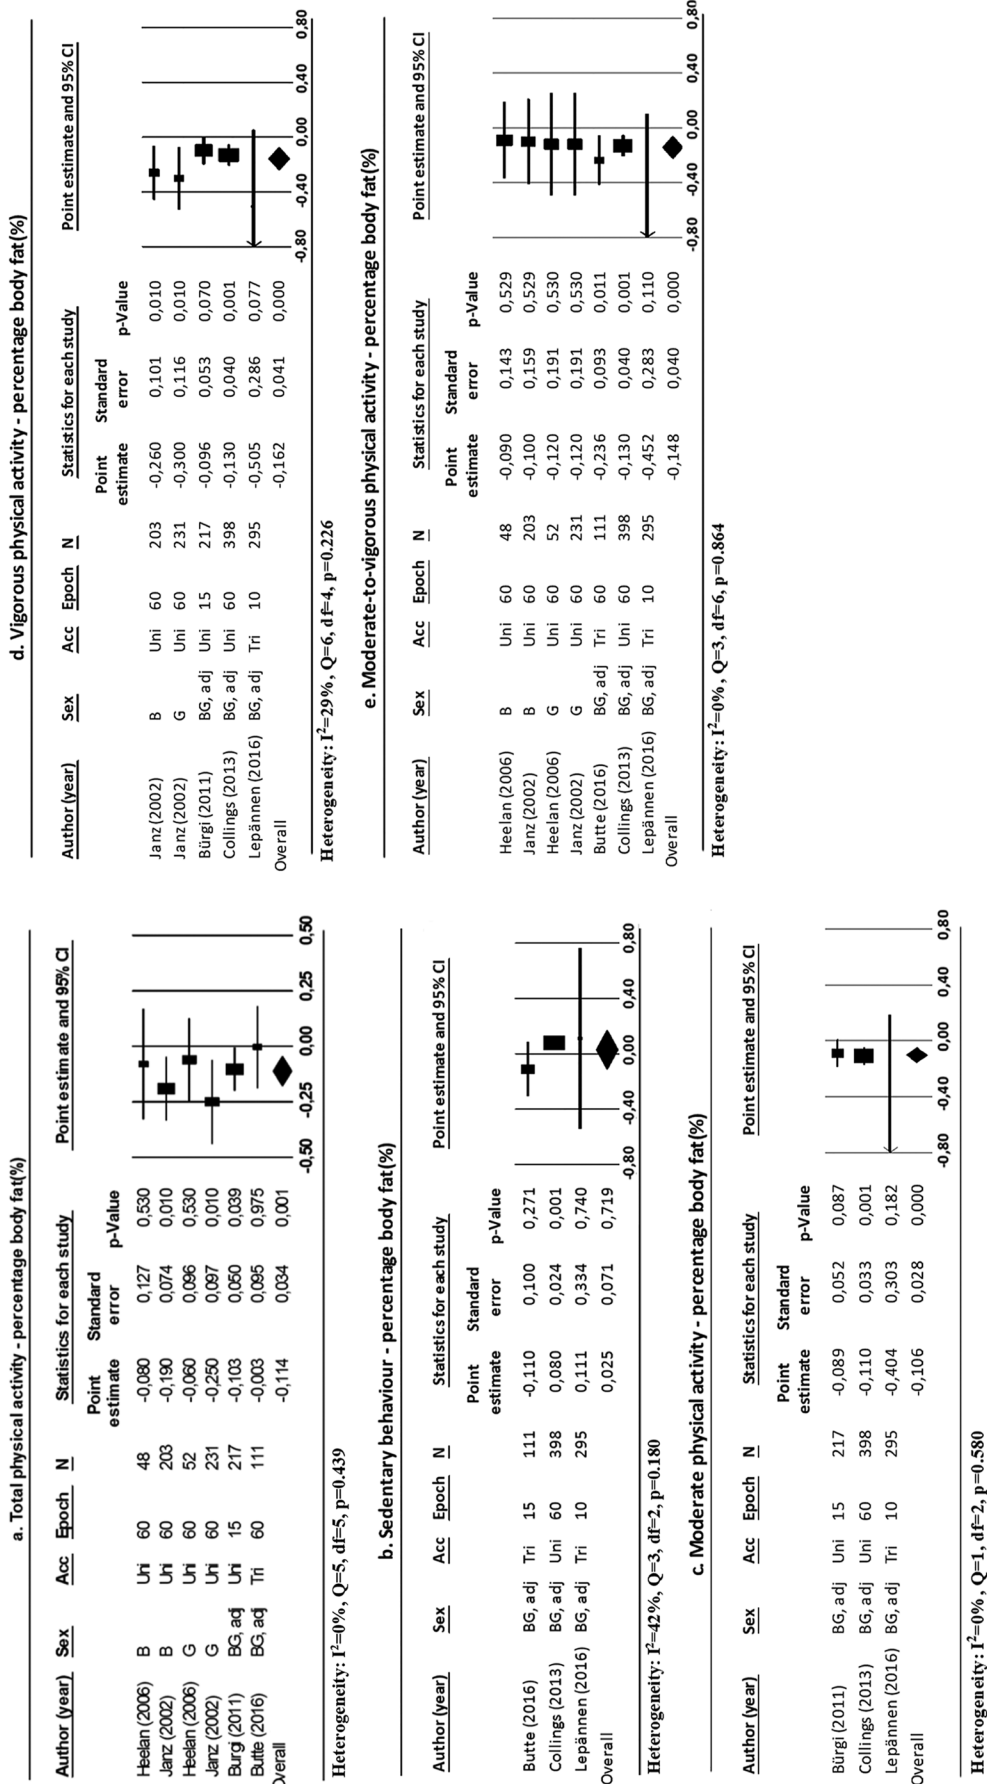 a. Total physical activity - percentage body fat(%)
Author (year) Sex Acc Epoch N Statistics for each study Point estimate and 95% CI
Point estimate Standard error p-Value
Heelan (2006) B Uni 60 48 -0,080 0,127 0,530
Janz (2002) B Uni 60 203 -0,190 0,074 0,010
Heelan (2006) G Uni 60 52 -0,060 0,096 0,530
Janz (2002) G Uni 60 231 -0,250 0,097 0,010
Burgi (2011) BG, adj Uni 15 217 -0,103 0,050 0,039
Butte (2016) BG, adj Tri 60 111 -0,003 0,095 0,975
Overall -0,114 0,034 0,001
-0,50 -0,25 0,00 0,25 0,50
Heterogeneity: I²=0%, Q=5, df=5, p=0.439
b. Sedentary behaviour - percentage body fat(%)
Author (year) Sex Acc Epoch N Statistics for each study Point estimate and 95% CI
Point estimate Standard error p-Value
Butte (2016) BG, adj Tri 15 111 -0,110 0,100 0,271
Collings (2013) BG, adj Uni 60 398 0,080 0,024 0,001
Lepännen (2016) BG, adj Tri 10 295 0,111 0,334 0,740
Overall 0,025 0,071 0,719
-0,80 -0,40 0,00 0,40 0,80
Heterogeneity: I²=42%, Q=3, df=2, p=0.180
c. Moderate physical activity - percentage body fat(%)
Author (year) Sex Acc Epoch N Statistics for each study Point estimate and 95% CI
Point estimate Standard error p-Value
Bürgi (2011) BG, adj Uni 15 217 -0,089 0,052 0,087
Collings (2013) BG, adj Uni 60 398 -0,110 0,033 0,001
Lepännen (2016) BG, adj Tri 10 295 -0,404 0,303 0,182
Overall -0,106 0,028 0,000
-0,80 -0,40 0,00 0,40 0,80
Heterogeneity: I²=0%, Q=1, df=2, p=0.580
d. Vigorous physical activity - percentage body fat(%)
Author (year) Sex Acc Epoch N Statistics for each study Point estimate and 95% CI
Point estimate Standard error p-Value
Janz (2002) B Uni 60 203 -0,260 0,101 0,010
Janz (2002) G Uni 60 231 -0,300 0,116 0,010
Bürgi (2011) BG, adj Uni 15 217 -0,096 0,053 0,070
Collings (2013) BG, adj Uni 60 398 -0,130 0,040 0,001
Lepännen (2016) BG, adj Tri 10 295 -0,505 0,286 0,077
Overall -0,162 0,041 0,000
-0,80 -0,40 0,00 0,40 0,80
Heterogeneity: I²=29%, Q=6, df=4, p=0.226
e. Moderate-to-vigorous physical activity - percentage body fat(%)
Author (year) Sex Acc Epoch N Statistics for each study Point estimate and 95% CI
Point estimate Standard error p-Value
Heelan (2006) B Uni 60 48 -0,090 0,143 0,529
Janz (2002) B Uni 60 203 -0,100 0,159 0,529
Heelan (2006) G Uni 60 52 -0,120 0,191 0,530
Janz (2002) G Uni 60 231 -0,120 0,191 0,530
Butte (2016) BG, adj Tri 60 111 -0,236 0,093 0,011
Collings (2013) BG, adj Uni 60 398 -0,130 0,040 0,001
Lepännen (2016) BG, adj Tri 10 295 -0,452 0,283 0,110
Overall -0,148 0,040 0,000
-0,80 -0,40 0,00 0,40 0,80
Heterogeneity: I²=0%, Q=3, df=6, p=0.864